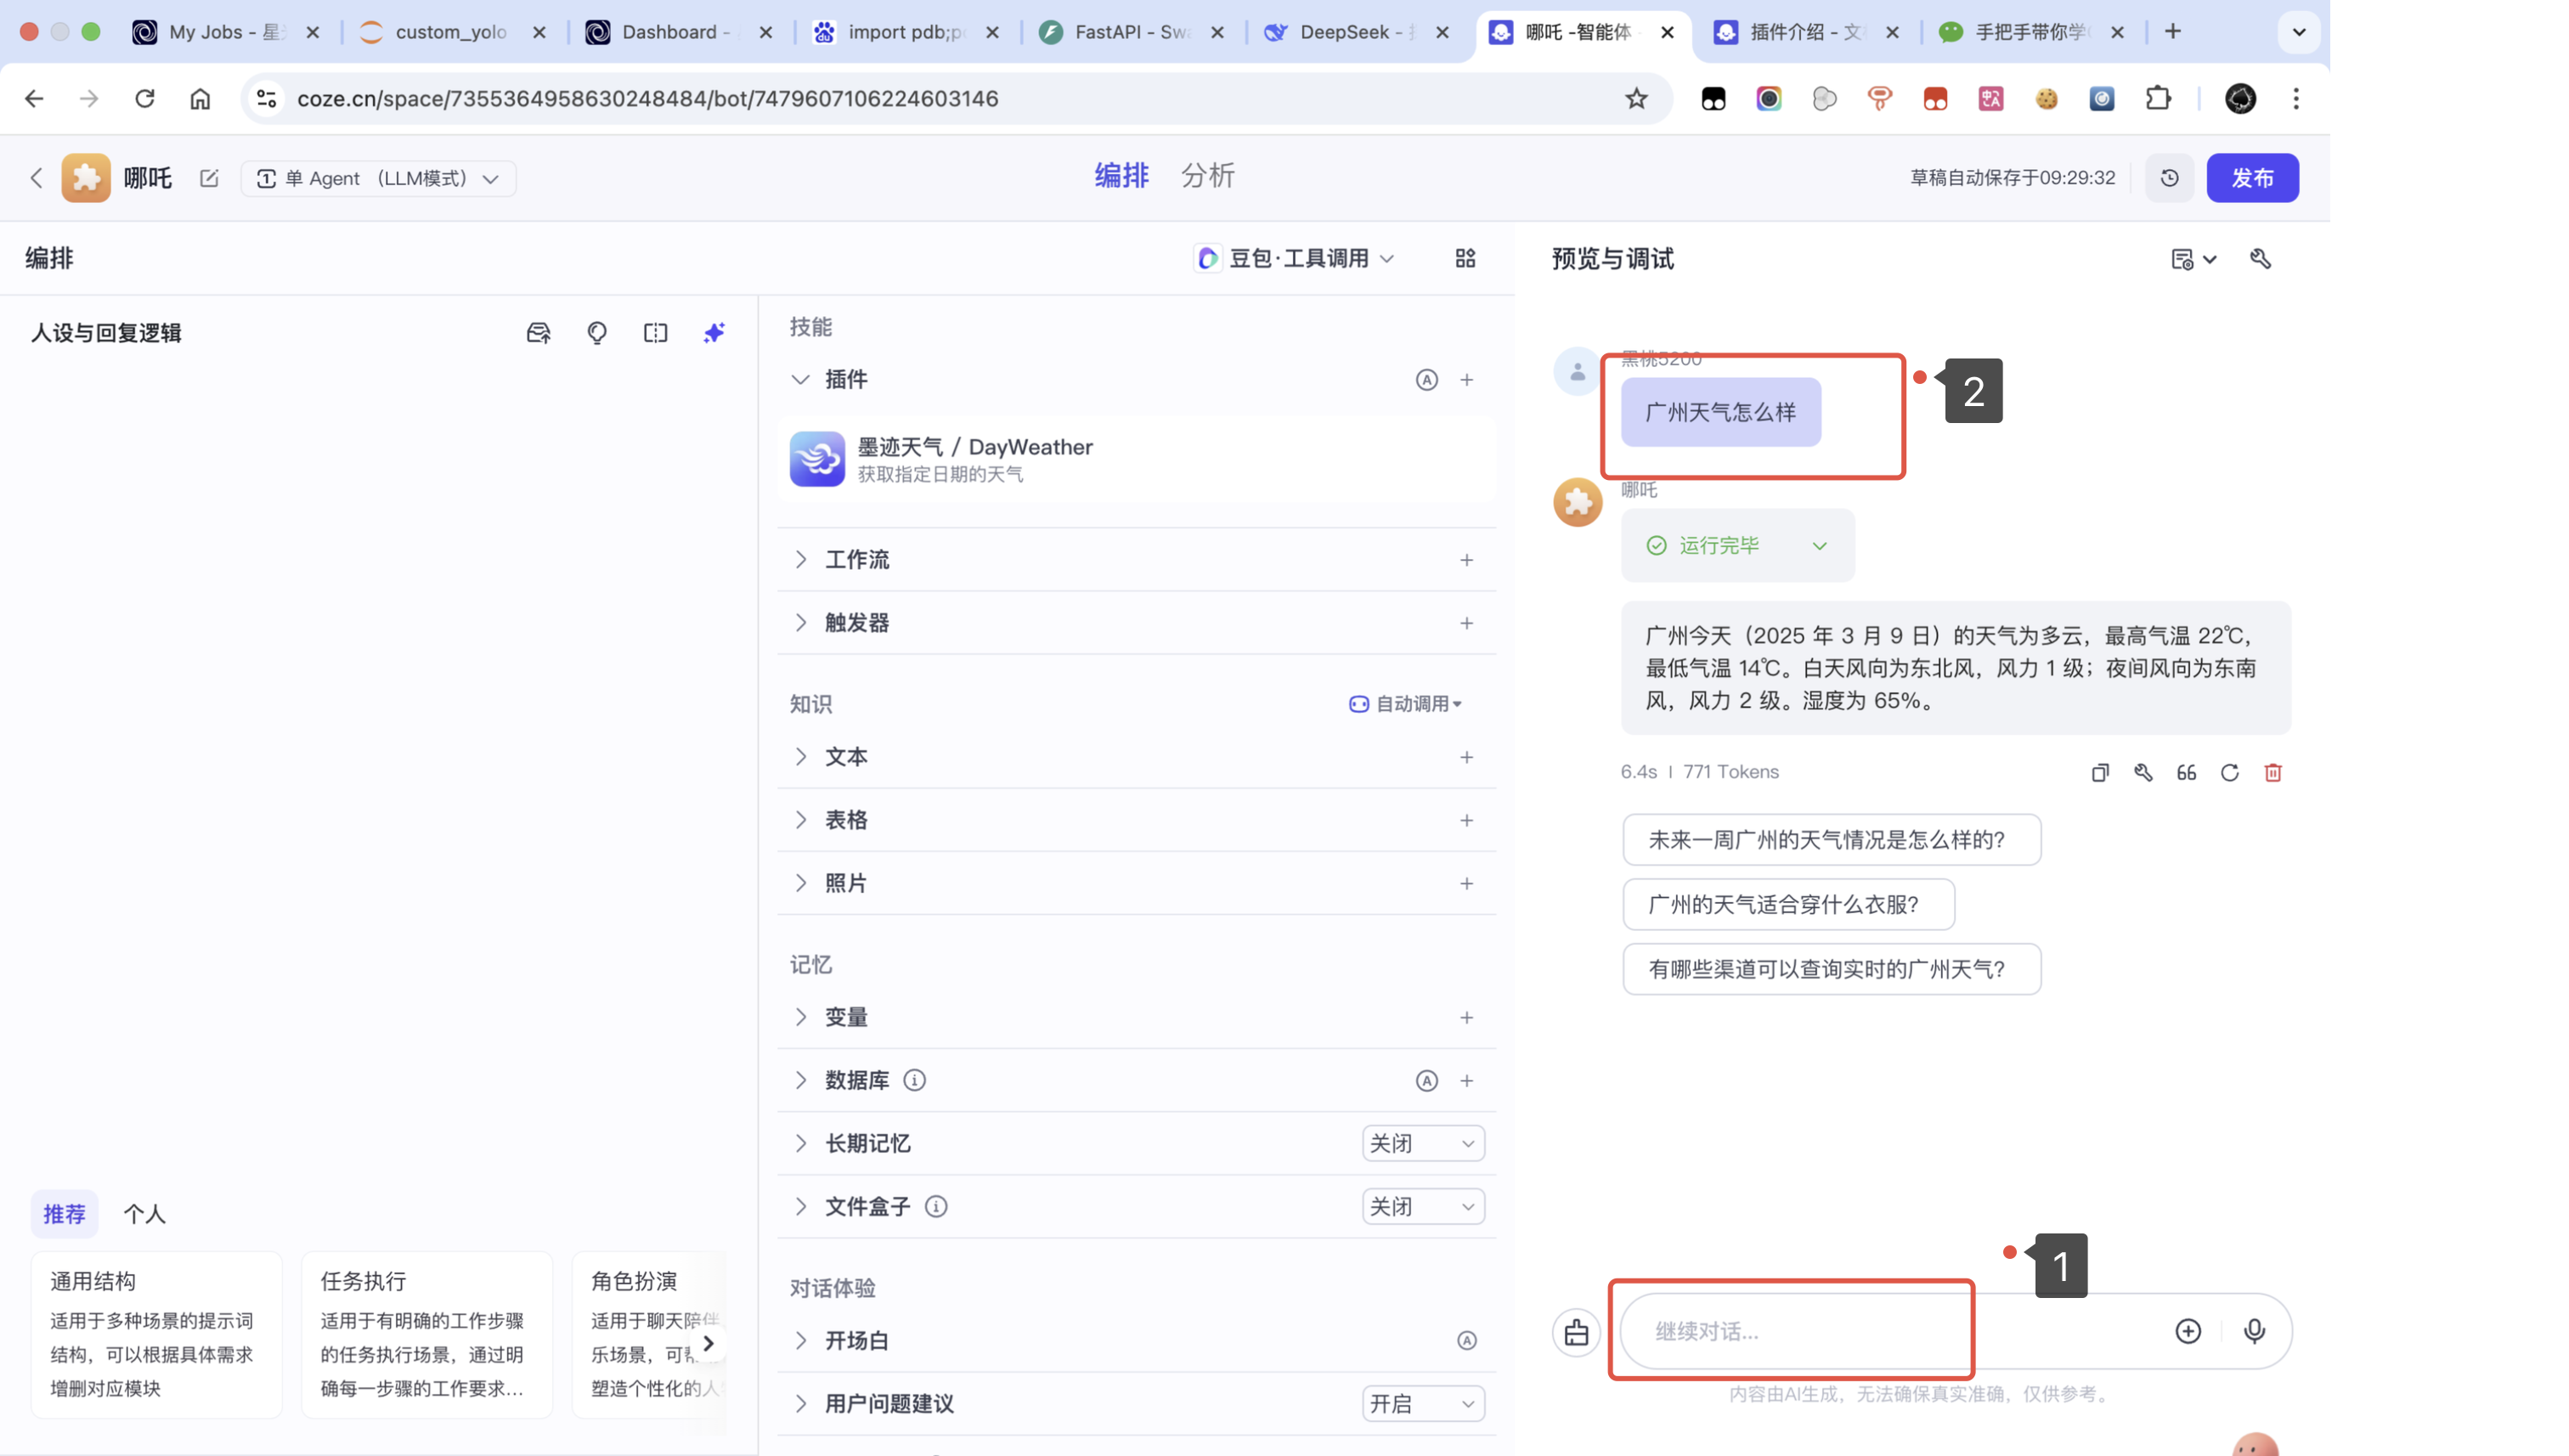 My Jobs - 星
custom_yolo
Dashboard -
import pdb;p
FastAPI - Swa
DeepSeek -
哪吒 -智能体
插件介绍 - 文
手把手带你学
coze.cn/space/7355364958630248484/bot/7479607106224603146
哪吒
单 Agent （LLM模式）
编排
分析
草稿自动保存于09:29:32
发布
编排
豆包·工具调用
预览与调试
人设与回复逻辑
技能
插件
墨迹天气 / DayWeather
获取指定日期的天气
工作流
触发器
知识
自动调用
文本
表格
照片
记忆
变量
数据库
长期记忆
关闭
文件盒子
关闭
对话体验
开场白
用户问题建议
开启
推荐
个人
通用结构
适用于多种场景的提示词
结构，可以根据具体需求
增删对应模块
任务执行
适用于有明确的工作步骤
的任务执行场景，通过明
确每一步骤的工作要求...
角色扮演
适用于聊天陪伴
乐场景，可
塑造个性化的人
黑桃5200
广州天气怎么样
2
哪吒
运行完毕
广州今天（2025 年 3 月 9 日）的天气为多云，最高气温 22℃，
最低气温 14℃。白天风向为东北风，风力 1 级；夜间风向为东南
风，风力 2 级。湿度为 65%。
6.4s | 771 Tokens
未来一周广州的天气情况是怎么样的?
广州的天气适合穿什么衣服?
有哪些渠道可以查询实时的广州天气?
1
继续对话...
内容由AI生成，无法确保真实准确，仅供参考。